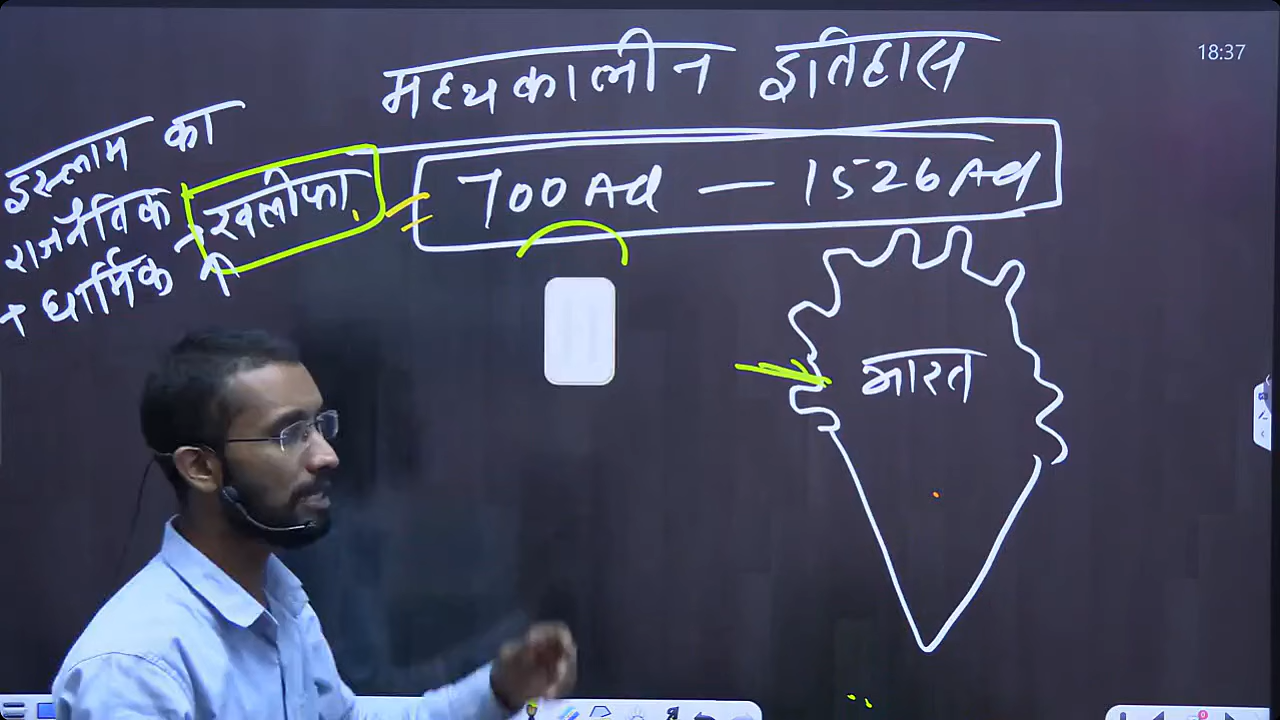 18:37
मध्यकालीन इतिहास
700 Ad — 1526 Ad
इस्लाम का
राजनैतिक
+ धार्मिक
खलीफा
भारत